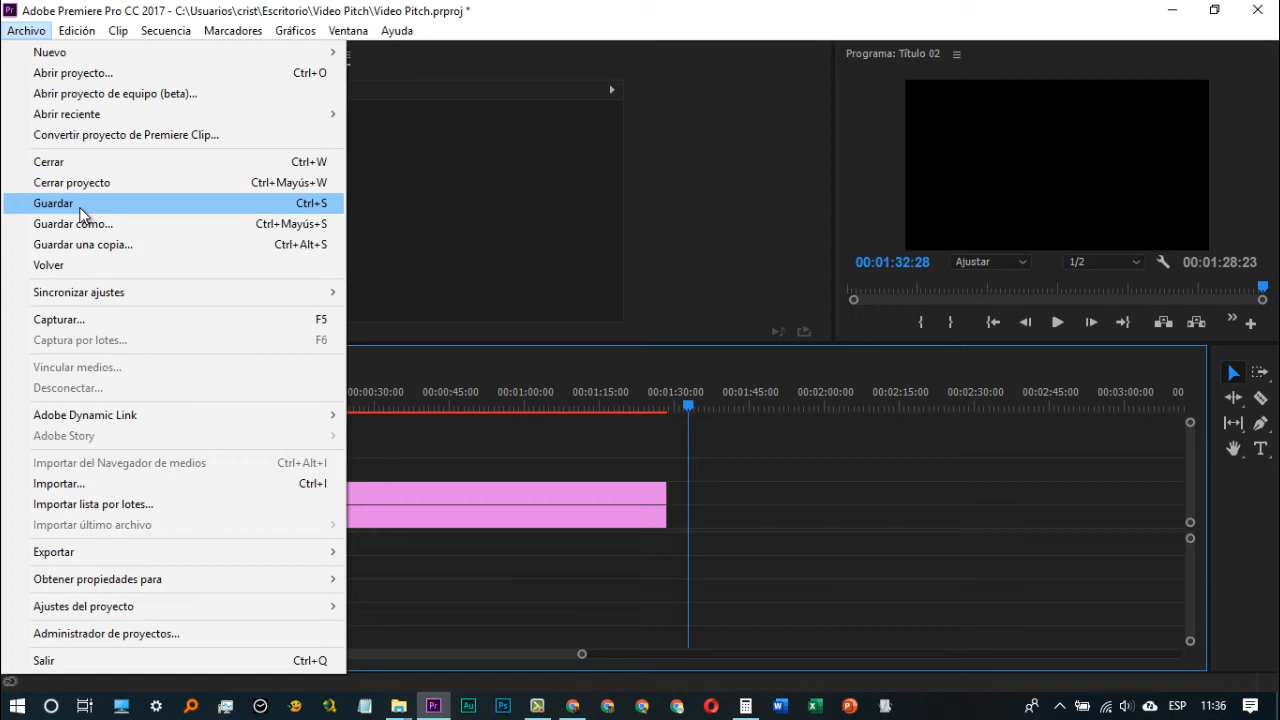 Pr Adobe Premiere Pro CC 2017 - C:\Usuarios\crist\Escritorio\Video Pitch\Video Pitch.prproj *
Archivo Edición Clip Secuencia Marcadores Gráficos Ventana Ayuda
Nuevo
Abrir proyecto... Ctrl+O
Abrir proyecto de equipo (beta)...
Abrir reciente
Convertir proyecto de Premiere Clip...
Cerrar Ctrl+W
Cerrar proyecto Ctrl+Mayús+W
Guardar Ctrl+S
Guardar como... Ctrl+Mayús+S
Guardar una copia... Ctrl+Alt+S
Volver
Sincronizar ajustes
Capturar... F5
Captura por lotes... F6
Vincular medios...
Desconectar...
Adobe Dynamic Link
Adobe Story
Importar del Navegador de medios Ctrl+Alt+I
Importar... Ctrl+I
Importar lista por lotes...
Importar último archivo
Exportar
Obtener propiedades para
Ajustes del proyecto
Administrador de proyectos...
Salir Ctrl+Q
Programa: Título 02
00:01:32:28 Ajustar 1/2 00:01:28:23
00:00:30:00 00:00:45:00 00:01:00:00 00:01:15:00 00:01:30:00 00:01:45:00 00:02:00:00 00:02:15:00 00:02:30:00 00:02:45:00 00:03:00:00 00
T
Pr Au Ps ESP 11:36